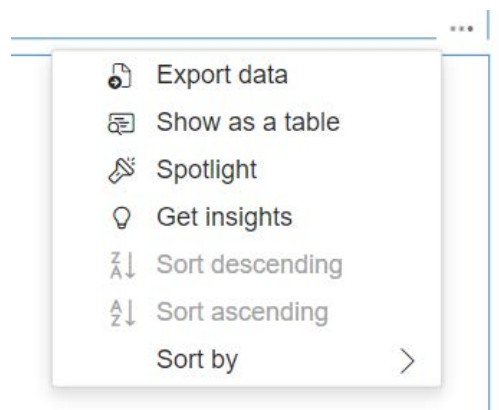 Export data
Show as a table
Spotlight
Get insights
Sort descending
Sort ascending
Sort by